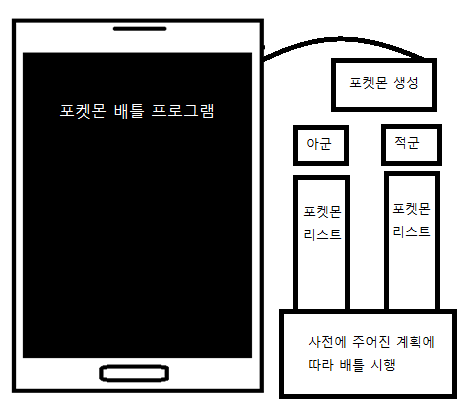 포켓몬 배틀 프로그램
포켓몬 생성
아군
적군
포켓몬
리스트
포켓몬
리스트
사전에 주어진 계획에
따라 배틀 시행